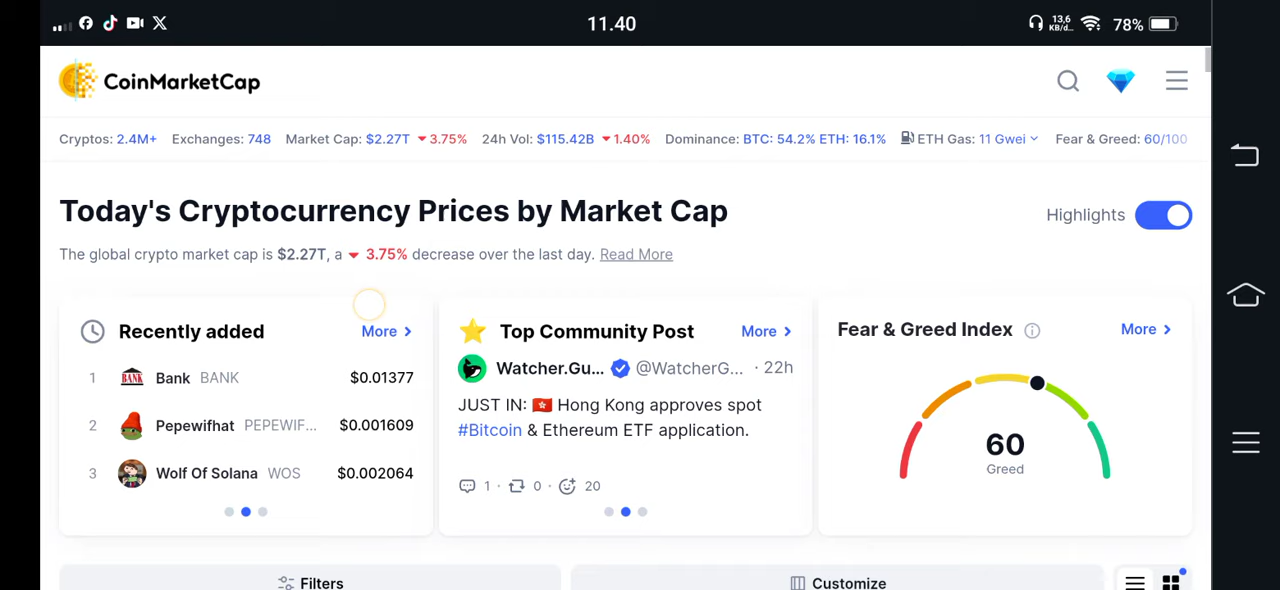 11.40
13,6
KB/d...
78%
CoinMarketCap
Cryptos: 2.4M+ Exchanges: 748 Market Cap: $2.27T 3.75% 24h Vol: $115.42B 1.40% Dominance: BTC: 54.2% ETH: 16.1% ETH Gas: 11 Gwei Fear & Greed: 60/100
Today's Cryptocurrency Prices by Market Cap
Highlights
The global crypto market cap is $2.27T, a 3.75% decrease over the last day. Read More
Recently added
More
1 Bank BANK $0.01377
2 Pepewifhat PEPEWIF... $0.001609
3 Wolf Of Solana WOS $0.002064
Top Community Post
More
Watcher.Gu... @WatcherG... · 22h
JUST IN: 🇭🇰 Hong Kong approves spot
#Bitcoin & Ethereum ETF application.
1 · 0 · 20
Fear & Greed Index
More
60
Greed
Filters
Customize